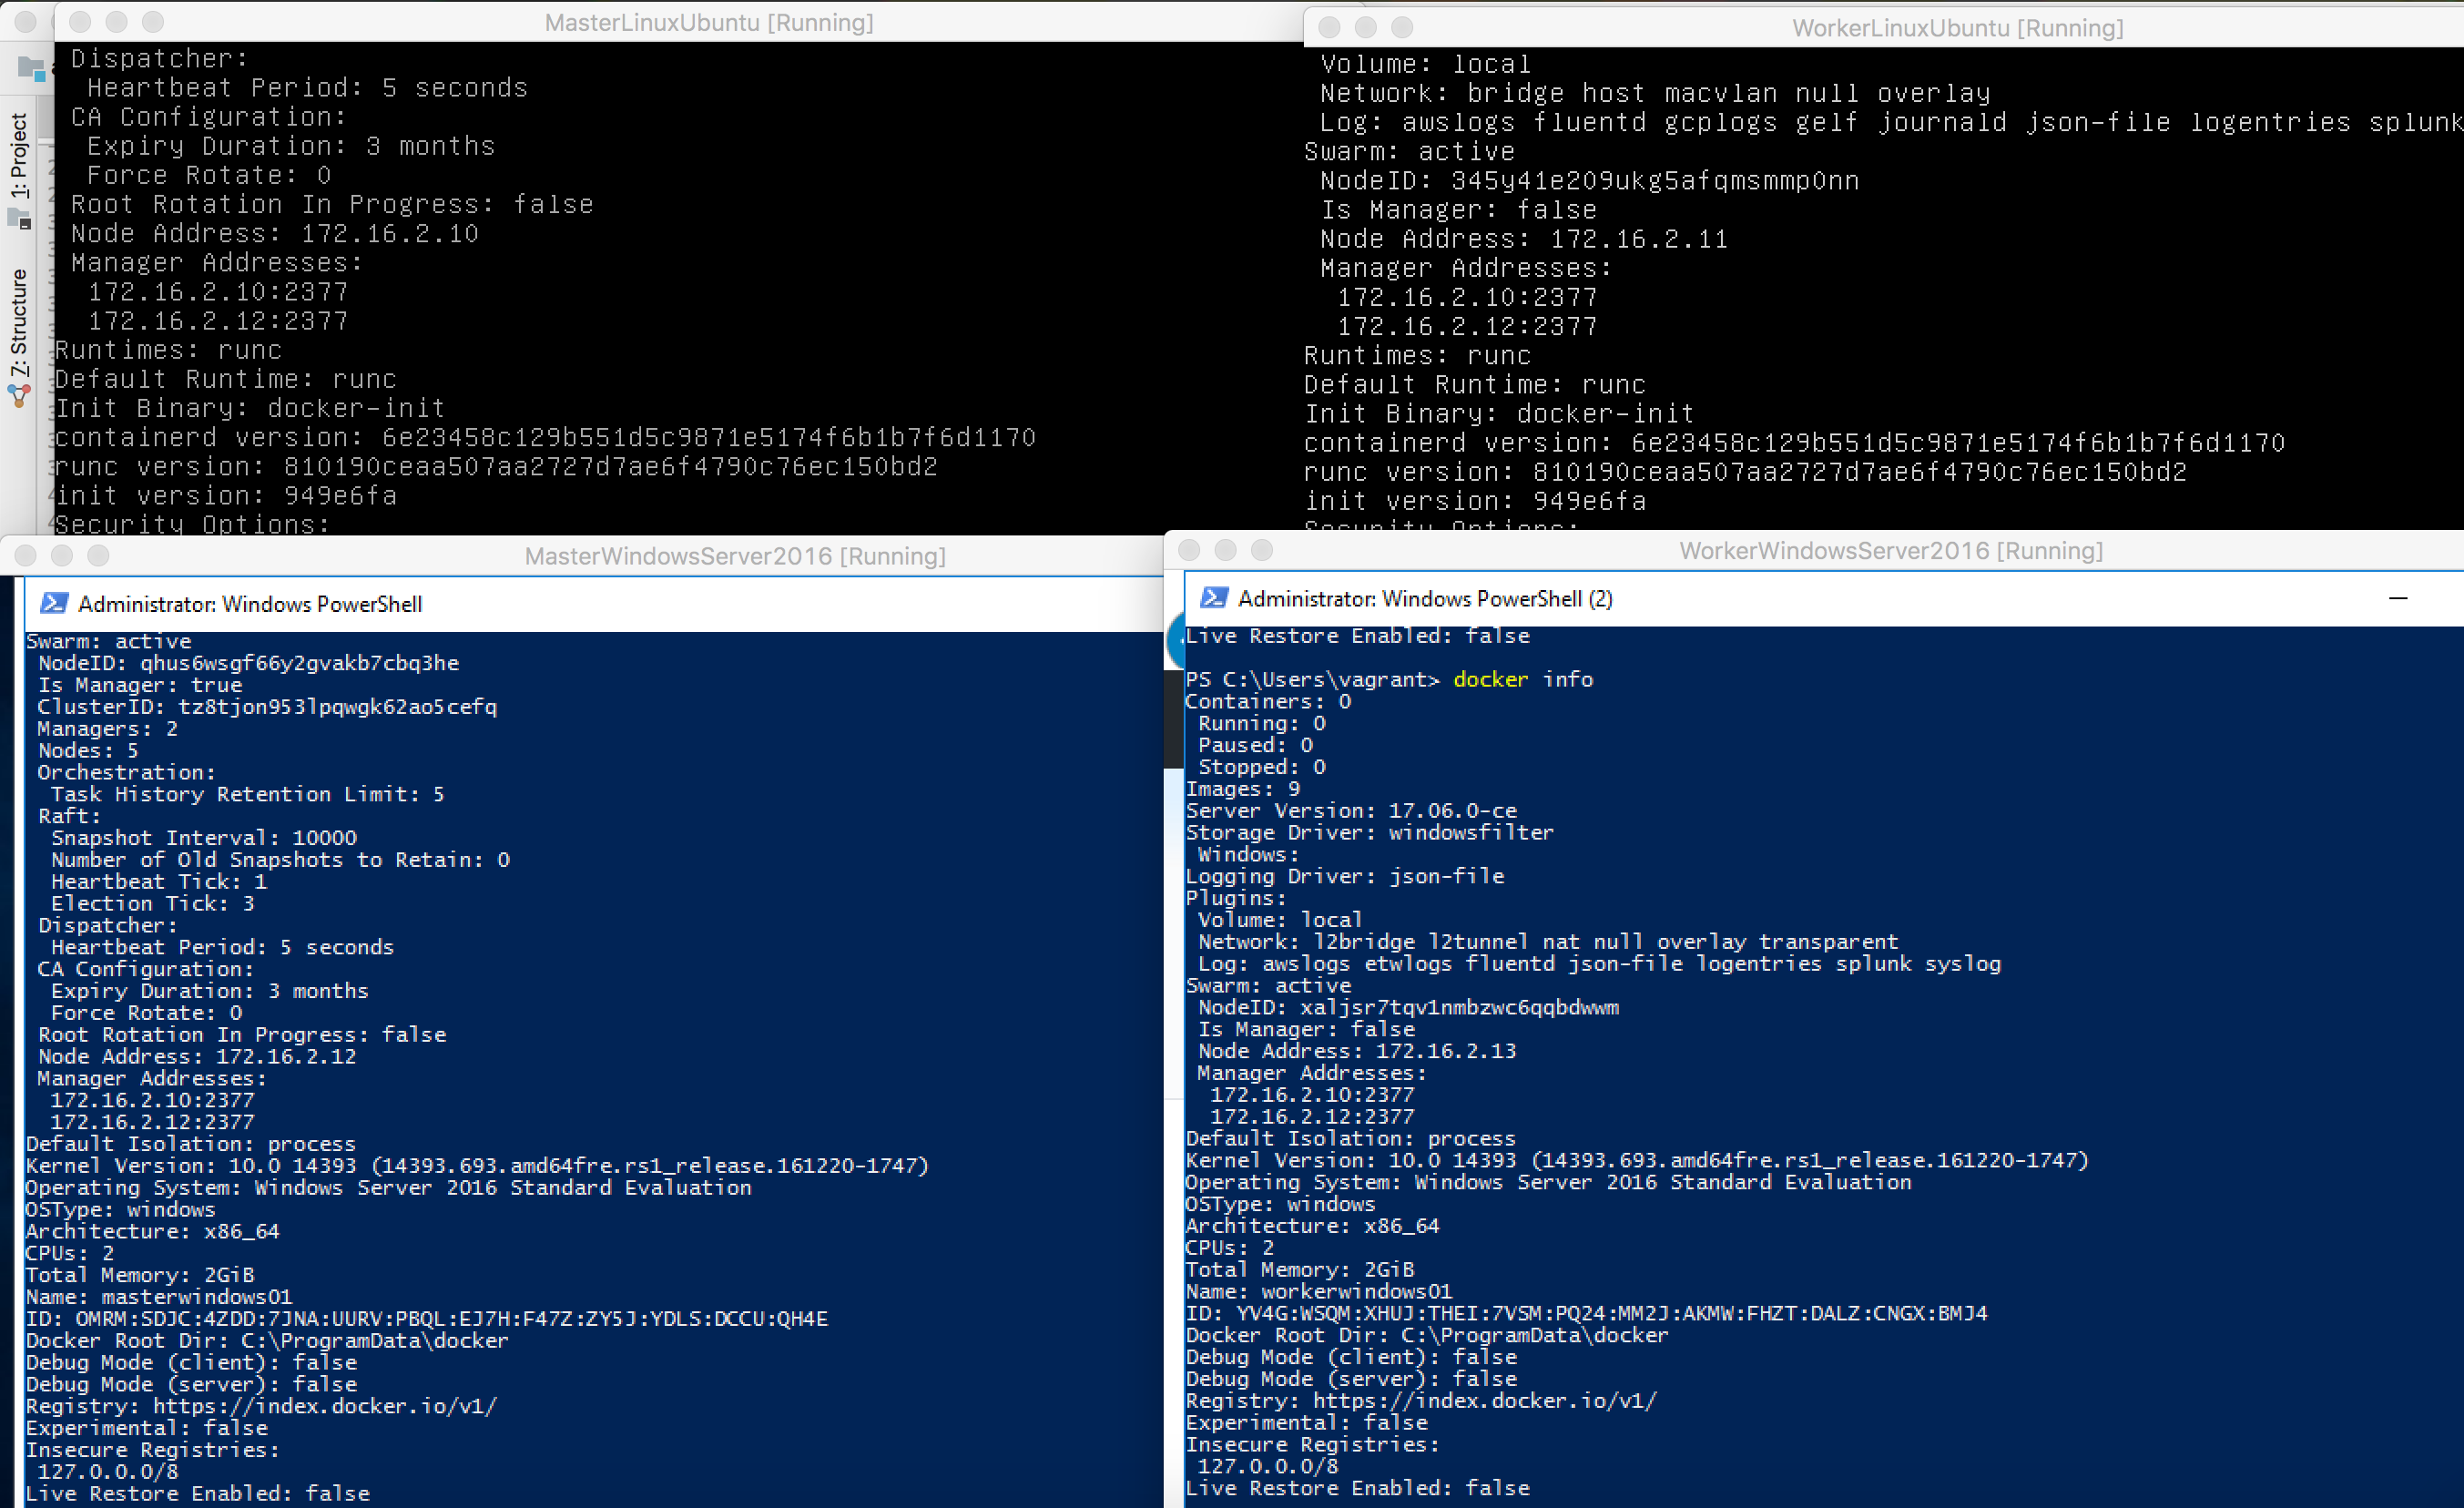 MasterLinuxUbuntu [Running]
Dispatcher:
Heartbeat Period: 5 seconds
CA Configuration:
Expiry Duration: 3 months
Force Rotate: 0
Root Rotation In Progress: false
Node Address: 172.16.2.10
Manager Addresses:
172.16.2.10:2377
172.16.2.12:2377
Runtimes: runc
Default Runtime: runc
Init Binary: docker-init
containerd version: 6e23458c129b551d5c9871e5174f6b1b7f6d1170
runc version: 810190ceaa507aa2727d7ae6f4790c76ec150bd2
init version: 949e6fa
Security Options:
1: Project
7: Structure
WorkerLinuxUbuntu [Running]
Volume: local
Network: bridge host macvlan null overlay
Log: awslogs fluentd gcplogs gelf journald json-file logentries splunk
Swarm: active
NodeID: 345y41e209ukg5afqmsmmp0nn
Is Manager: false
Node Address: 172.16.2.11
Manager Addresses:
172.16.2.10:2377
172.16.2.12:2377
Runtimes: runc
Default Runtime: runc
Init Binary: docker-init
containerd version: 6e23458c129b551d5c9871e5174f6b1b7f6d1170
runc version: 810190ceaa507aa2727d7ae6f4790c76ec150bd2
init version: 949e6fa
Security Options:
MasterWindowsServer2016 [Running]
Administrator: Windows PowerShell
Swarm: active
NodeID: qhus6wsgf66y2gvakb7cbq3he
Is Manager: true
ClusterID: tz8tjon953lpqwgk62ao5cefq
Managers: 2
Nodes: 5
Orchestration:
Task History Retention Limit: 5
Raft:
Snapshot Interval: 10000
Number of Old Snapshots to Retain: 0
Heartbeat Tick: 1
Election Tick: 3
Dispatcher:
Heartbeat Period: 5 seconds
CA Configuration:
Expiry Duration: 3 months
Force Rotate: 0
Root Rotation In Progress: false
Node Address: 172.16.2.12
Manager Addresses:
172.16.2.10:2377
172.16.2.12:2377
Default Isolation: process
Kernel Version: 10.0 14393 (14393.693.amd64fre.rs1_release.161220-1747)
Operating System: Windows Server 2016 Standard Evaluation
OSType: windows
Architecture: x86_64
CPUs: 2
Total Memory: 2GiB
Name: masterwindows01
ID: OMRM:SDJC:4ZDD:7JNA:UURV:PBQL:EJ7H:F47Z:ZY5J:YDLS:DCCU:QH4E
Docker Root Dir: C:\ProgramData\docker
Debug Mode (client): false
Debug Mode (server): false
Registry: https://index.docker.io/v1/
Experimental: false
Insecure Registries:
127.0.0.0/8
Live Restore Enabled: false
WorkerWindowsServer2016 [Running]
Administrator: Windows PowerShell (2)
Live Restore Enabled: false
PS C:\Users\vagrant> docker info
Containers: 0
Running: 0
Paused: 0
Stopped: 0
Images: 9
Server Version: 17.06.0-ce
Storage Driver: windowsfilter
Windows:
Logging Driver: json-file
Plugins:
Volume: local
Network: l2bridge l2tunnel nat null overlay transparent
Log: awslogs etwlogs fluentd json-file logentries splunk syslog
Swarm: active
NodeID: xaljsr7tqv1nmbzwc6qqbdwwm
Is Manager: false
Node Address: 172.16.2.13
Manager Addresses:
172.16.2.10:2377
172.16.2.12:2377
Default Isolation: process
Kernel Version: 10.0 14393 (14393.693.amd64fre.rs1_release.161220-1747)
Operating System: Windows Server 2016 Standard Evaluation
OSType: windows
Architecture: x86_64
CPUs: 2
Total Memory: 2GiB
Name: workerwindows01
ID: YV4G:WSQM:XHUJ:THEI:7VSM:PQ24:MM2J:AKMW:FHZT:DALZ:CNGX:BMJ4
Docker Root Dir: C:\ProgramData\docker
Debug Mode (client): false
Debug Mode (server): false
Registry: https://index.docker.io/v1/
Experimental: false
Insecure Registries:
127.0.0.0/8
Live Restore Enabled: false